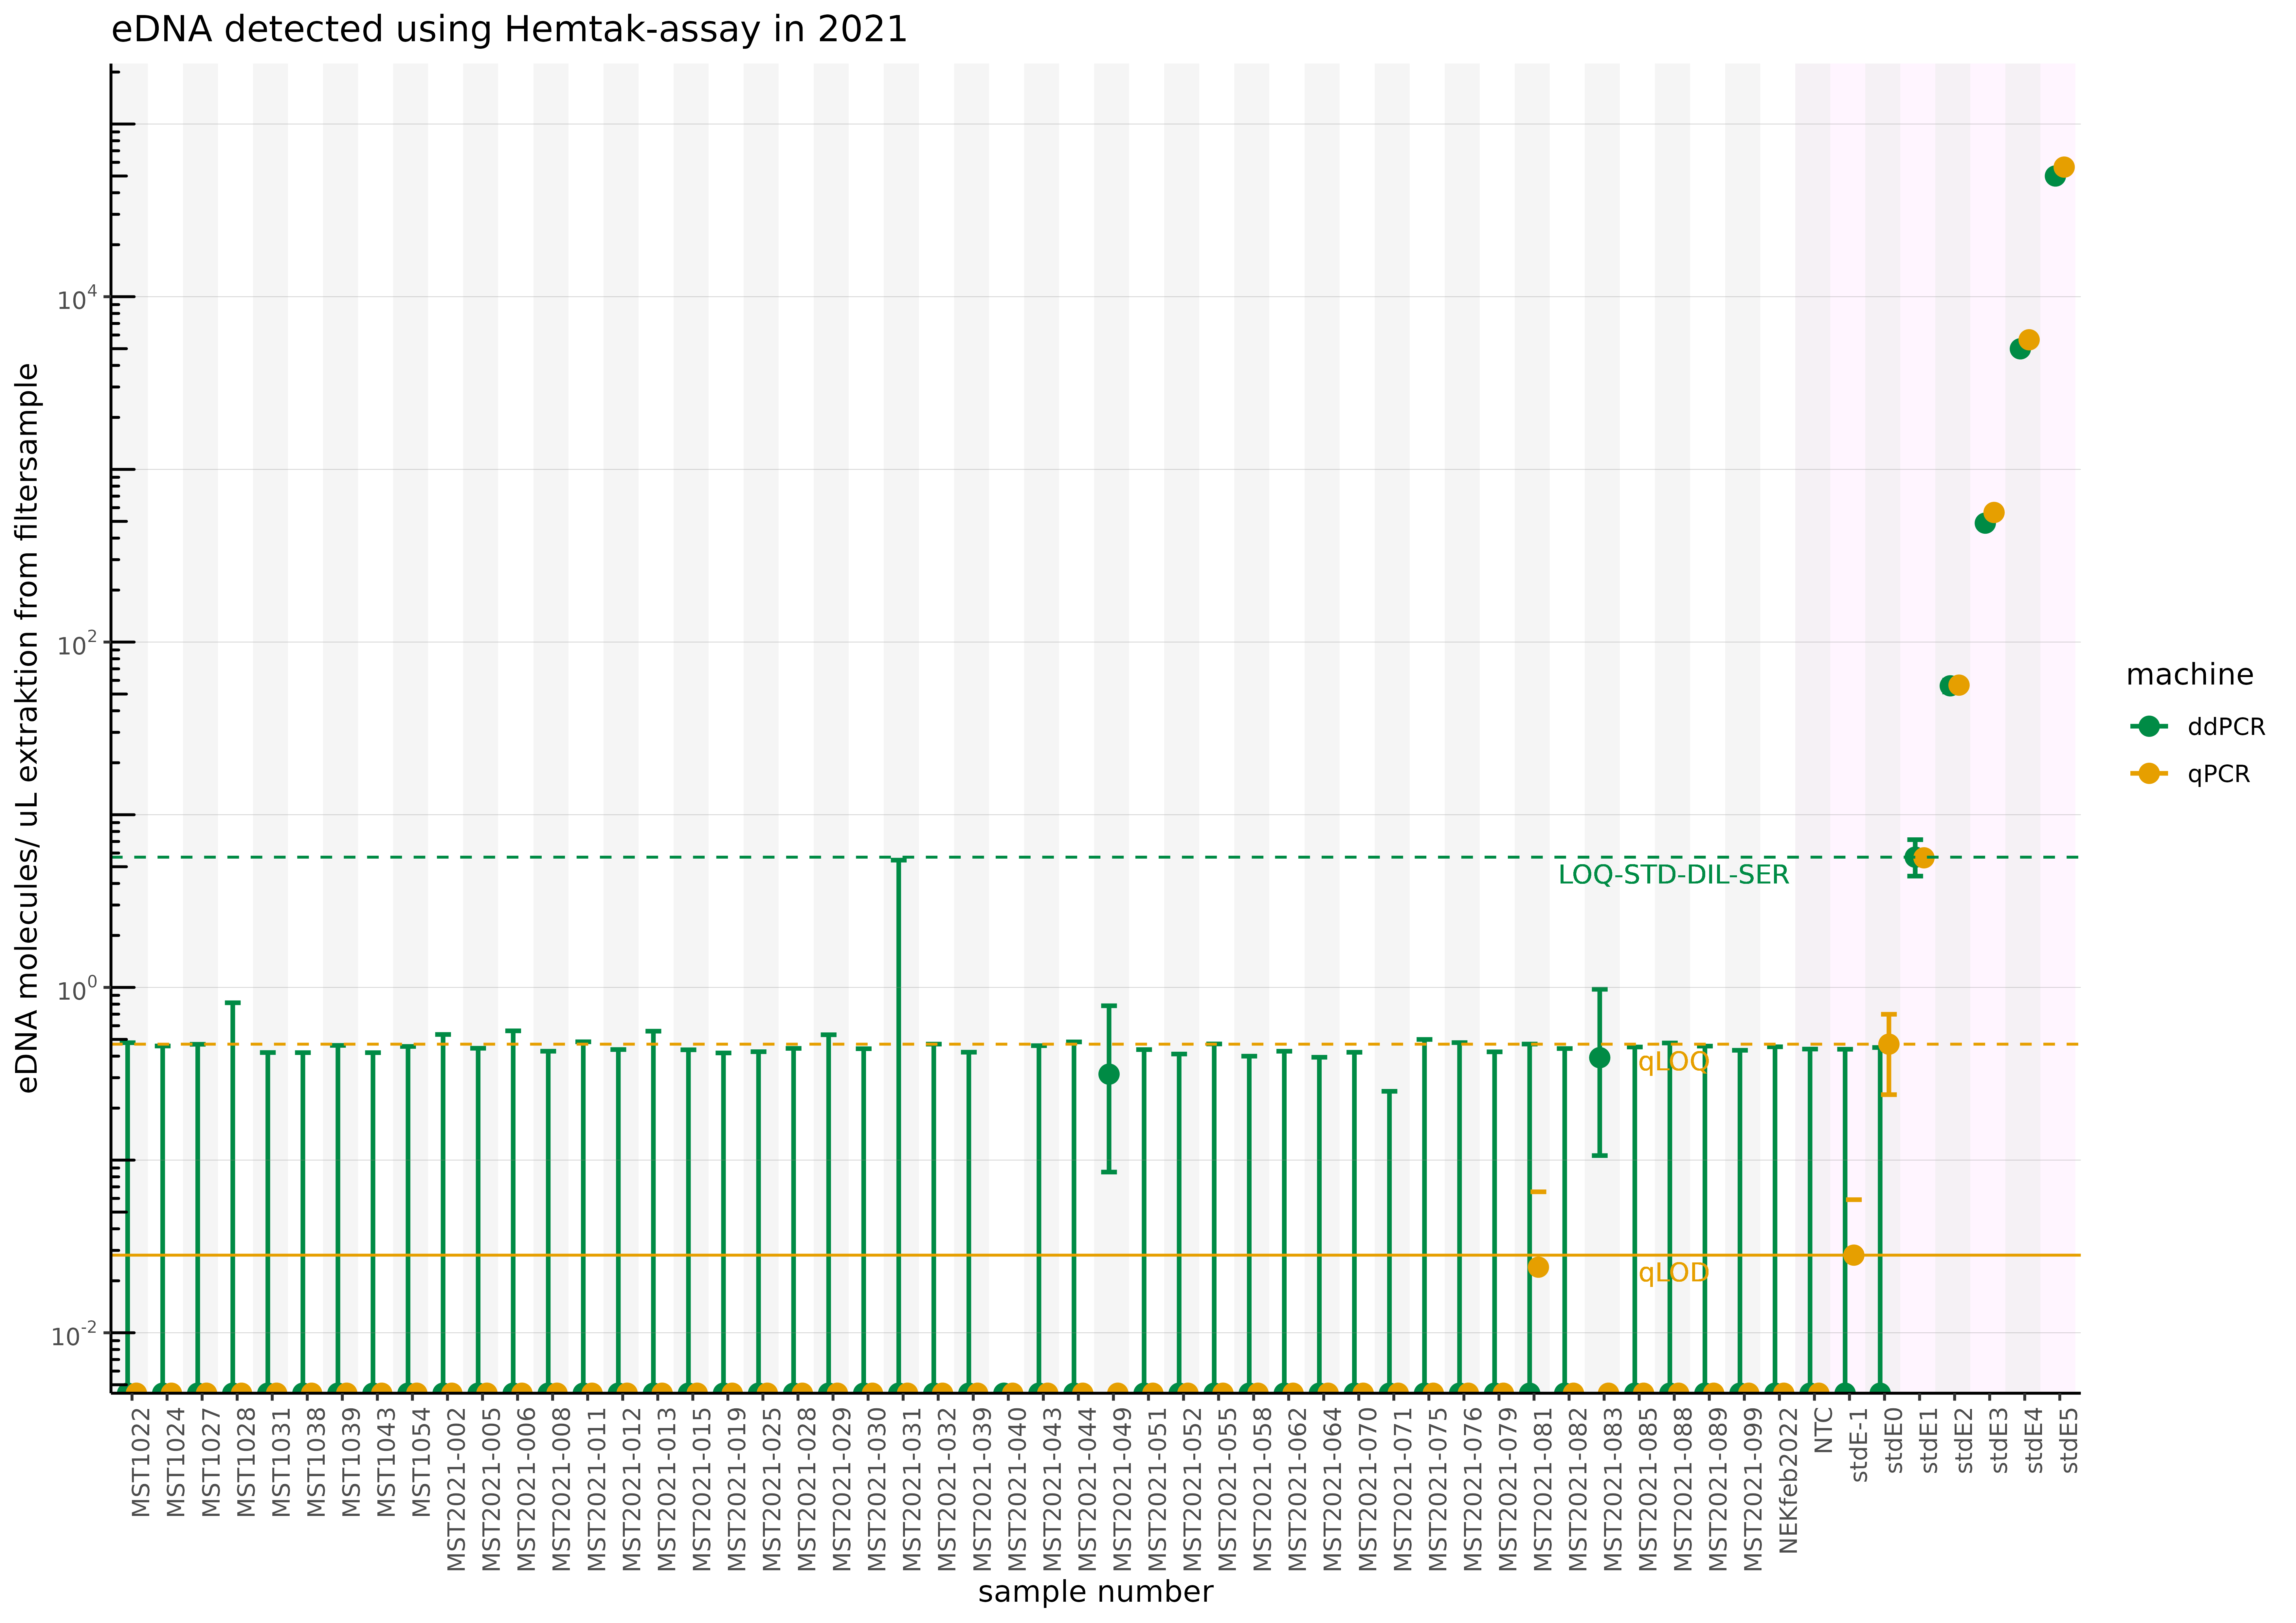 eDNA detected using Hemtak-assay in 2021
eDNA molecules/ uL extraktion from filtersample
10^4
10^2
10^0
10^-2
LOQ-STD-DIL-SER
qLOQ
qLOD
machine
ddPCR
qPCR
MST1022
MST1024
MST1027
MST1028
MST1031
MST1038
MST1039
MST1043
MST1054
MST2021-002
MST2021-005
MST2021-006
MST2021-008
MST2021-011
MST2021-012
MST2021-013
MST2021-015
MST2021-019
MST2021-025
MST2021-028
MST2021-029
MST2021-030
MST2021-031
MST2021-032
MST2021-039
MST2021-040
MST2021-043
MST2021-044
MST2021-049
MST2021-051
MST2021-052
MST2021-055
MST2021-058
MST2021-062
MST2021-064
MST2021-070
MST2021-071
MST2021-075
MST2021-076
MST2021-079
MST2021-081
MST2021-082
MST2021-083
MST2021-085
MST2021-088
MST2021-089
MST2021-099
NEKfeb2022
NTC
stdE-1
stdE0
stdE1
stdE2
stdE3
stdE4
stdE5
sample number